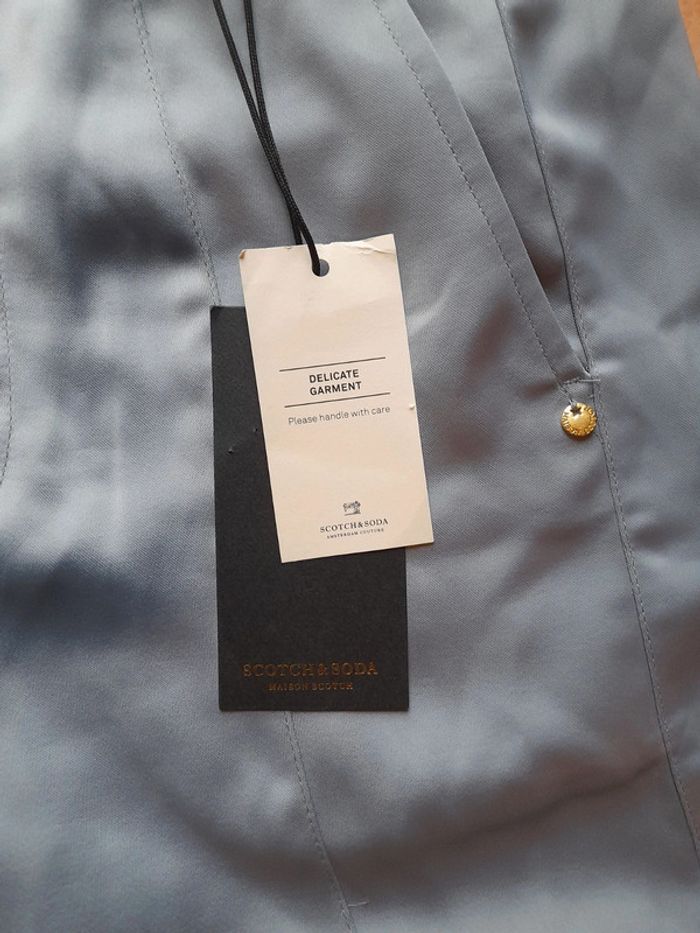 DELICATE
GARMENT
Please handle with care
SCOTCH&SODA
AMSTERDAM COUTURE
SCOTCH&SODA
MAISON SCOTCH